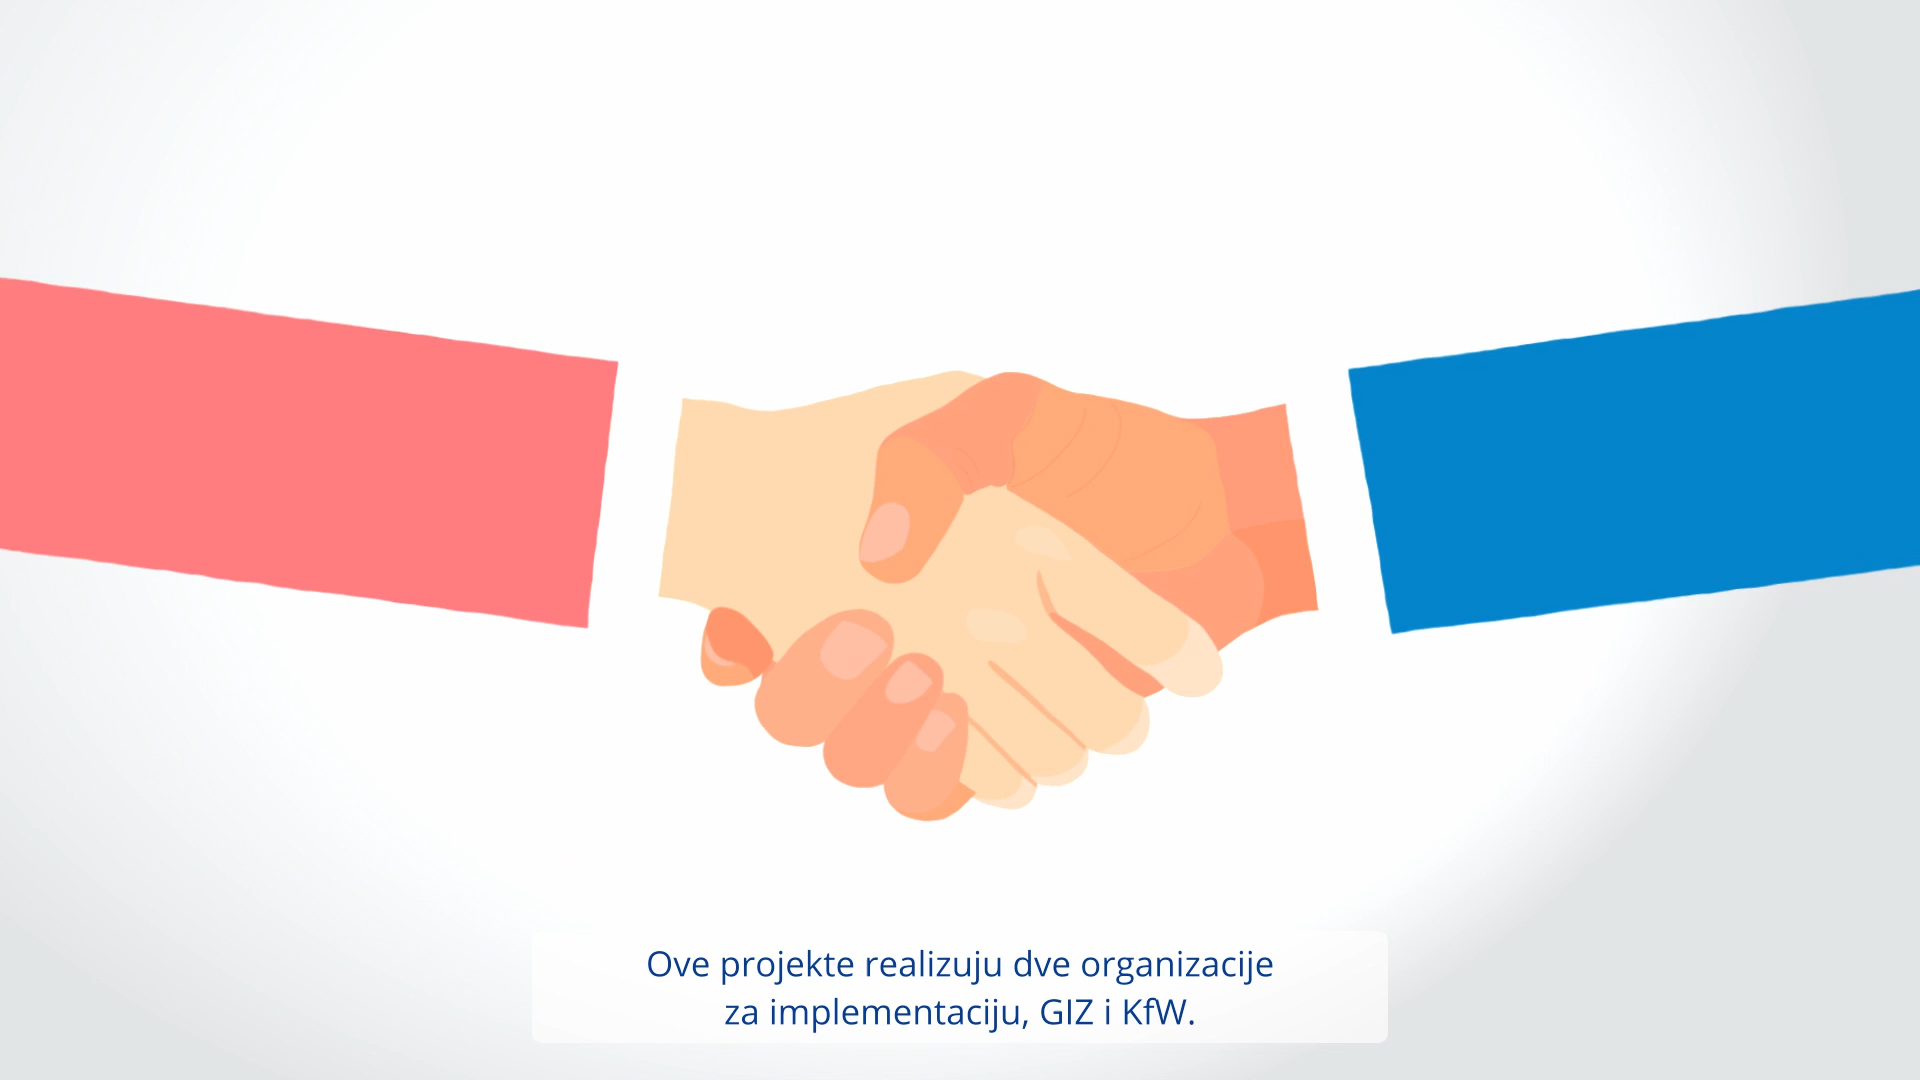 Ove projekte realizuju dve organizacije
za implementaciju, GIZ i KfW.